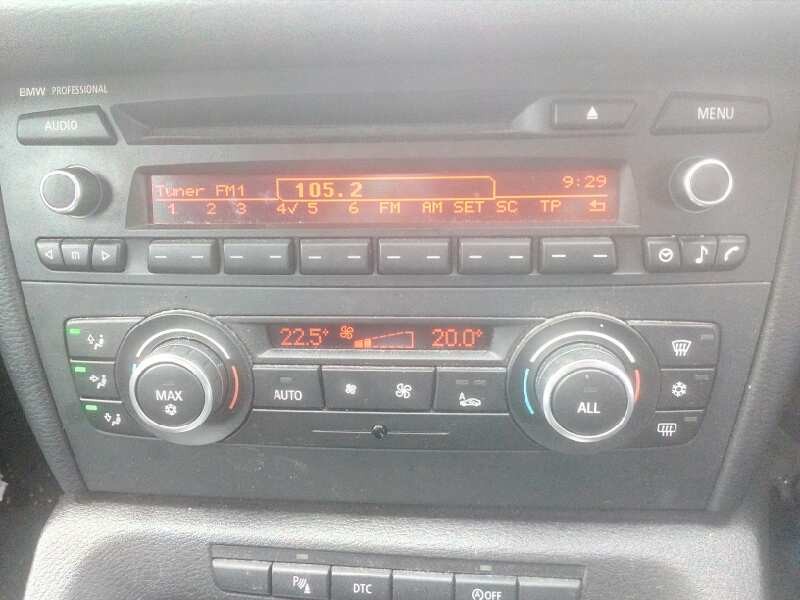 BMW PROFESSIONAL
AUDIO
MENU
Tuner FM1 105.2 9:29
1 2 3 4✓ 5 6 FM AM SET SC TP
m
22.5° 20.0°
MAX
AUTO
A
ALL
P
DTC
A OFF